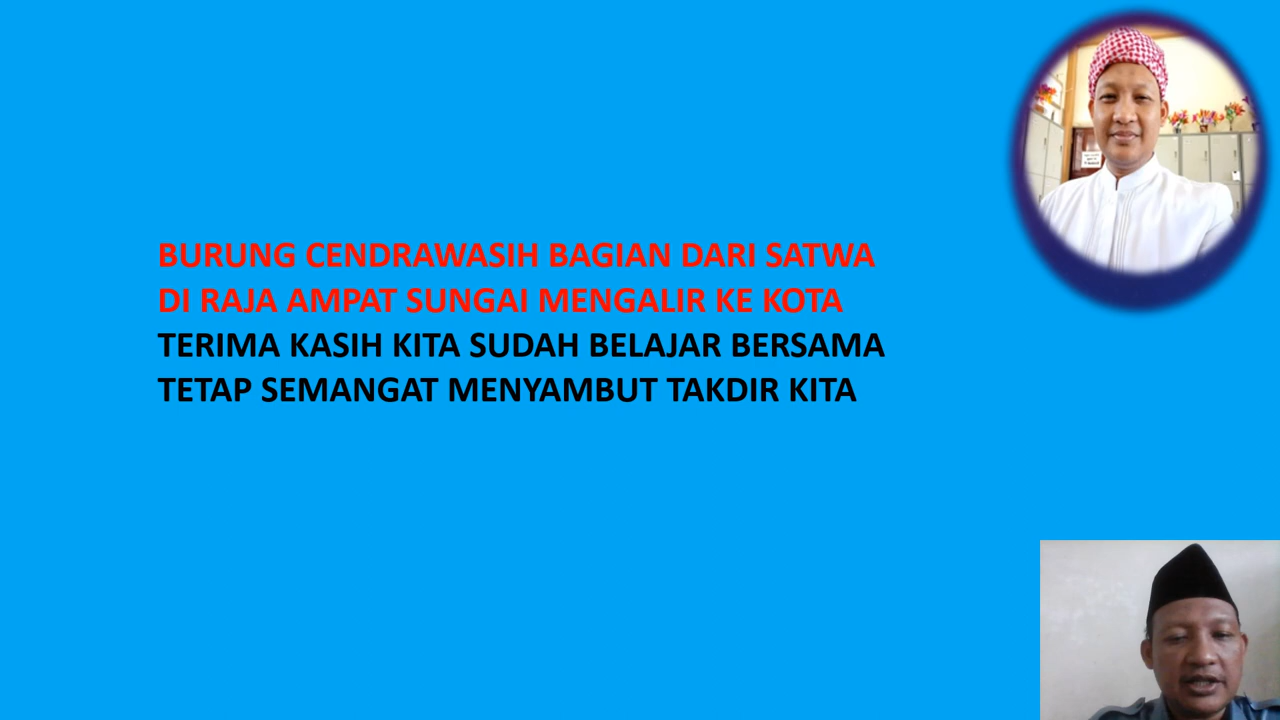 BURUNG CENDRAWASIH BAGIAN DARI SATWA
DI RAJA AMPAT SUNGAI MENGALIR KE KOTA
TERIMA KASIH KITA SUDAH BELAJAR BERSAMA
TETAP SEMANGAT MENYAMBUT TAKDIR KITA